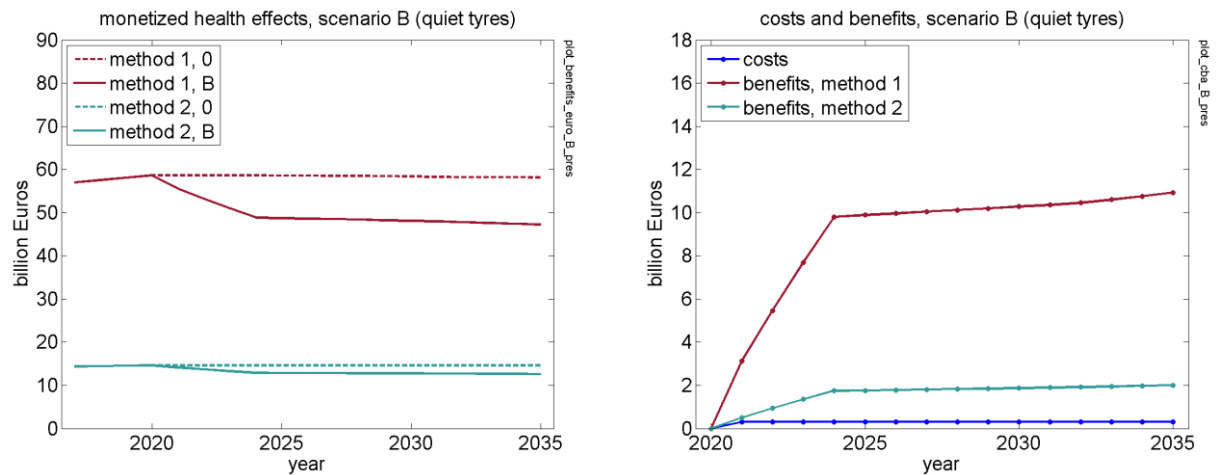 monetized health effects, scenario B (quiet tyres)
90
80
70
60
50
40
30
20
10
0
billion Euros
method 1, 0
method 1, B
method 2, 0
method 2, B
2020
2025
2030
2035
year
plot_benefits_euro_B_pres
costs and benefits, scenario B (quiet tyres)
18
16
14
12
10
8
6
4
2
0
billion Euros
costs
benefits, method 1
benefits, method 2
2020
2025
2030
2035
year
plot_cba_B_pres